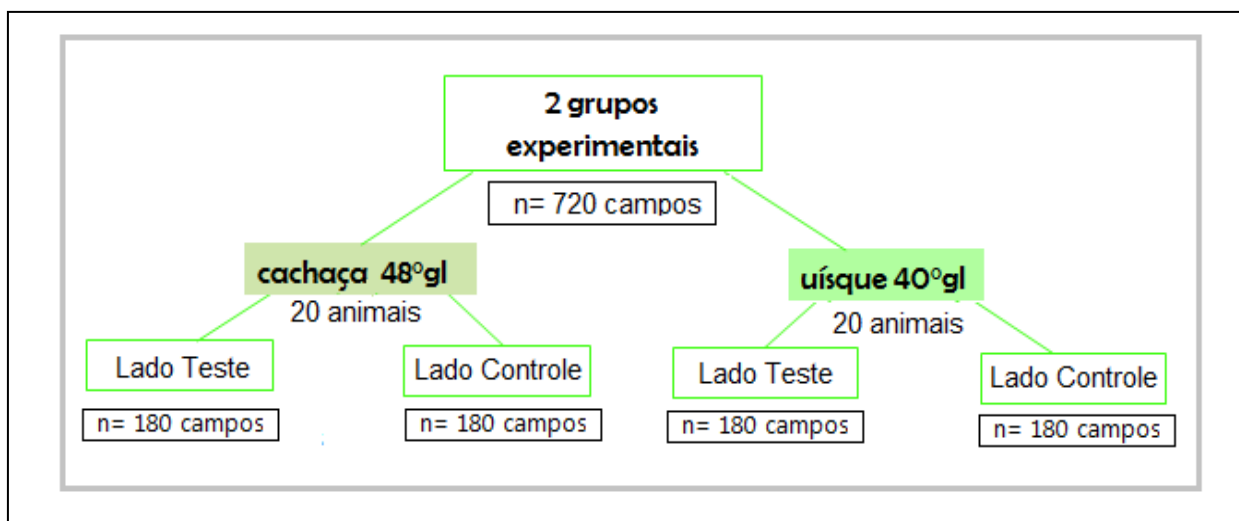 2 grupos
experimentais
n= 720 campos
cachaça 48ºgl
20 animais
uísque 40ºgl
20 animais
Lado Teste
n= 180 campos
Lado Controle
n= 180 campos
Lado Teste
n= 180 campos
Lado Controle
n= 180 campos